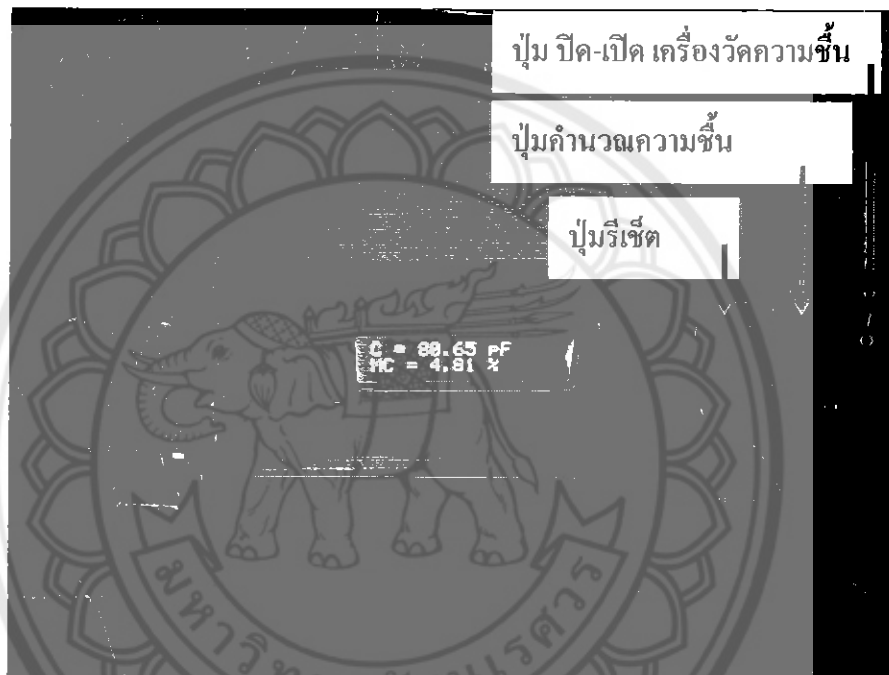 ปุ่ม ปิด-เปิด เครื่องวัดความชื้น
ปุ่มคำนวณความชื้น
ปุ่มรีเซ็ต
C = 80.65 pF
MC = 4.81 %